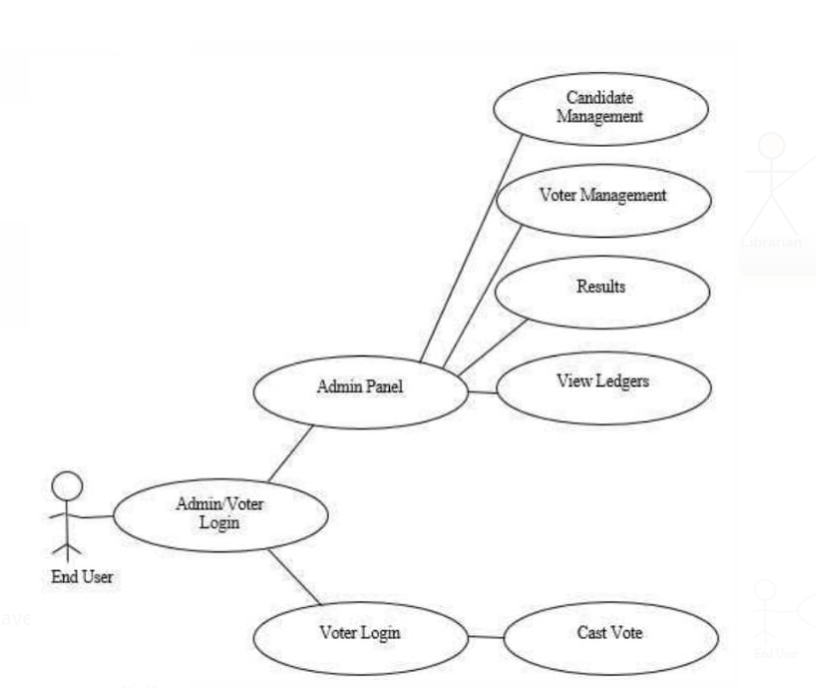 Candidate
Management
Voter Management
Results
View Ledgers
Admin Panel
Admin/Voter
Login
End User
Voter Login
Cast Vote
Librarian
End User